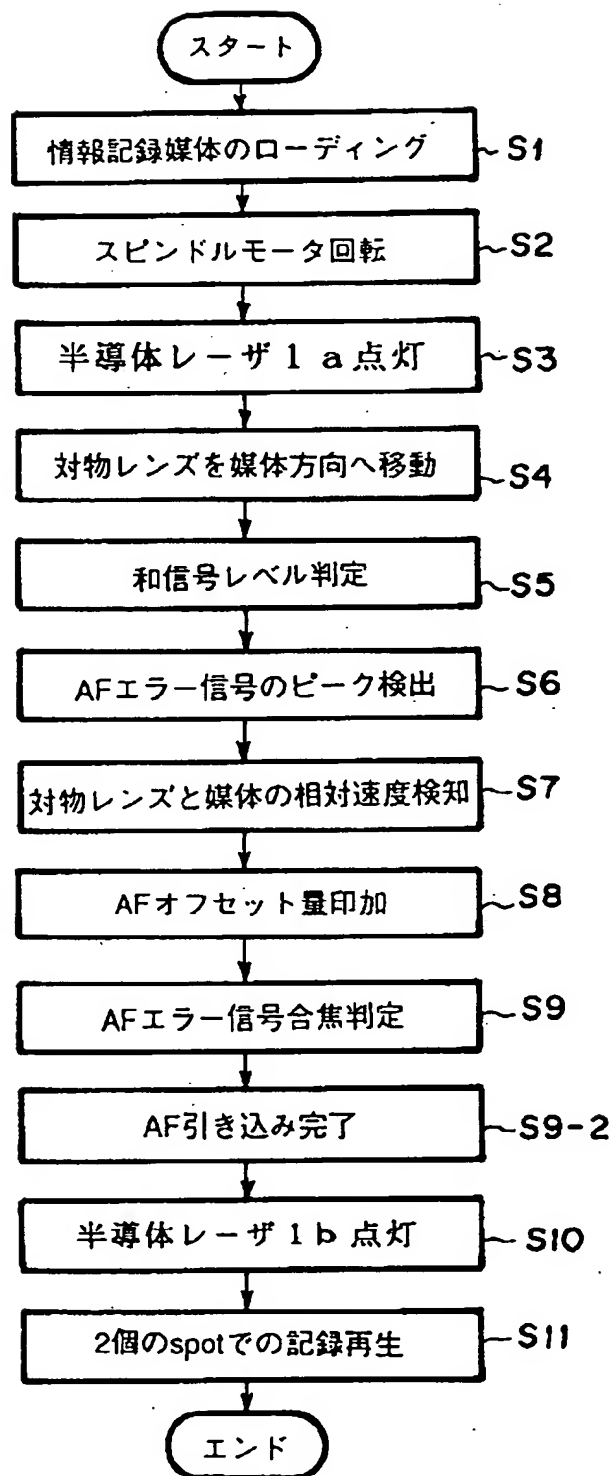 スタート
情報記録媒体のローディング S1
スピンドルモータ回転 S2
半導体レーザ1a点灯 S3
対物レンズを媒体方向へ移動 S4
和信号レベル判定 S5
AFエラー信号のピーク検出 S6
対物レンズと媒体の相対速度検知 S7
AFオフセット量印加 S8
AFエラー信号合焦判定 S9
AF引き込み完了 S9-2
半導体レーザ1b点灯 S10
2個のspotでの記録再生 S11
エンド